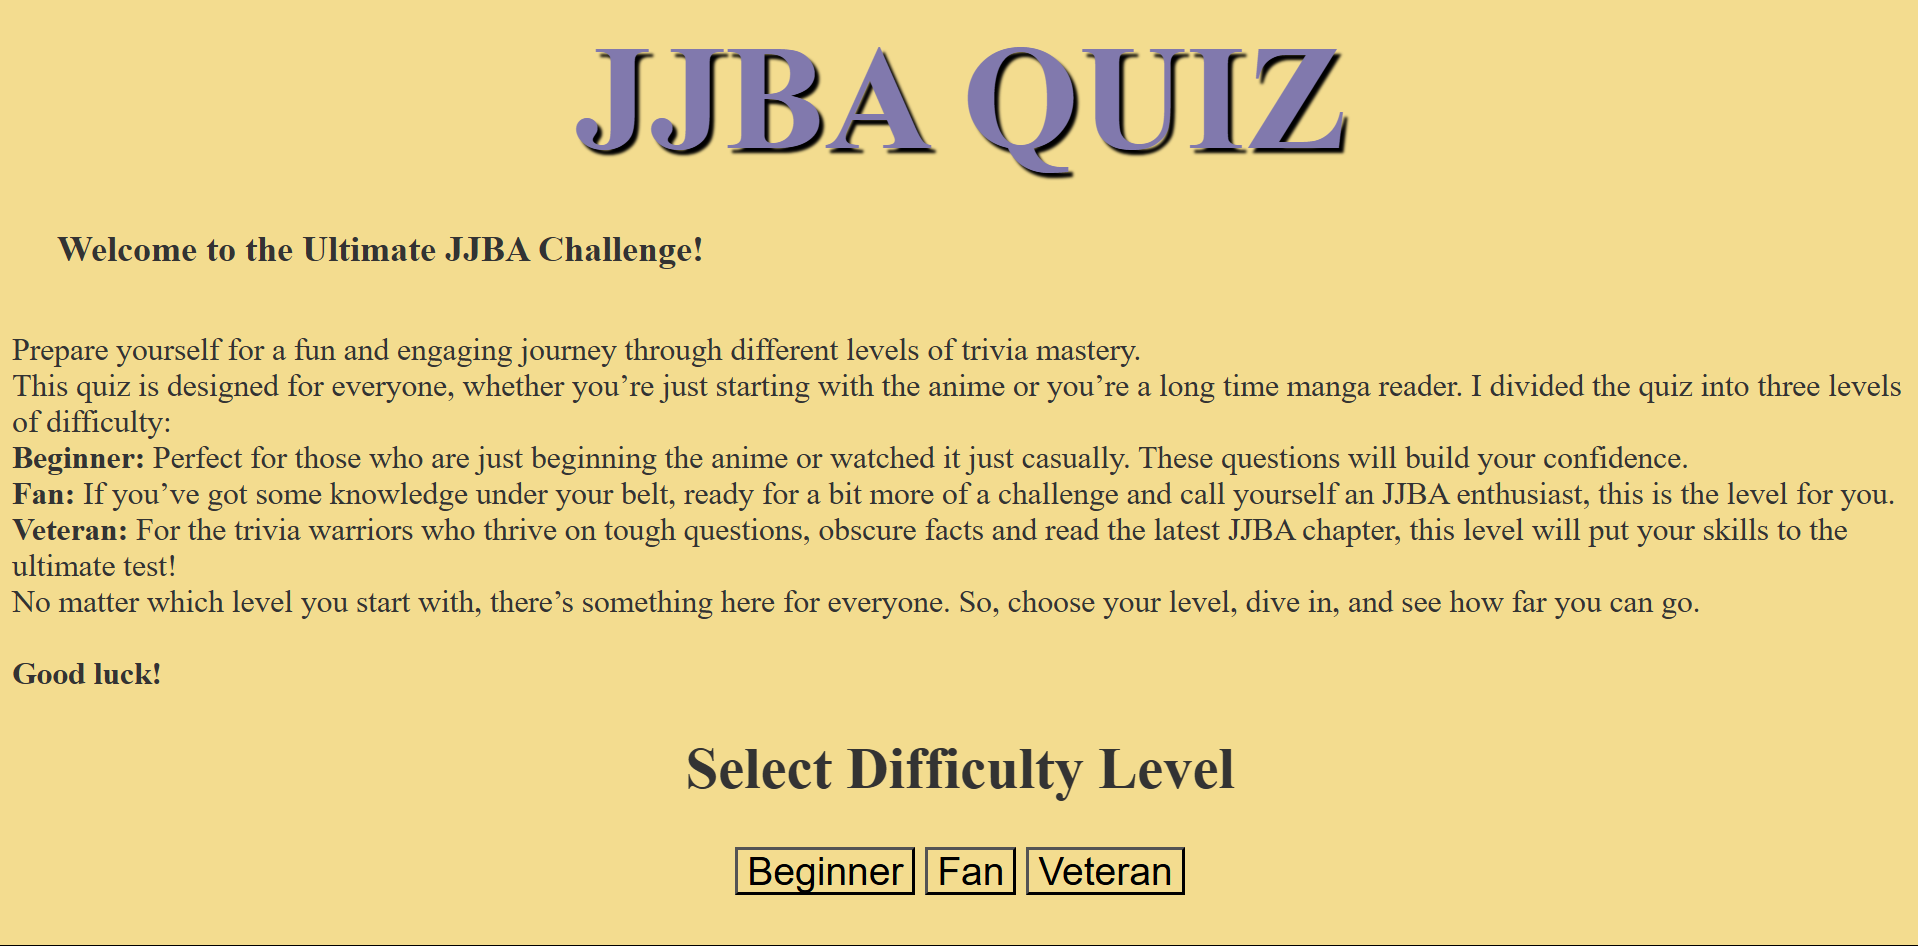 JJBA QUIZ
Welcome to the Ultimate JJBA Challenge!
Prepare yourself for a fun and engaging journey through different levels of trivia mastery.
This quiz is designed for everyone, whether you’re just starting with the anime or you’re a long time manga reader. I divided the quiz into three levels
of difficulty:
Beginner: Perfect for those who are just beginning the anime or watched it just casually. These questions will build your confidence.
Fan: If you’ve got some knowledge under your belt, ready for a bit more of a challenge and call yourself an JJBA enthusiast, this is the level for you.
Veteran: For the trivia warriors who thrive on tough questions, obscure facts and read the latest JJBA chapter, this level will put your skills to the
ultimate test!
No matter which level you start with, there’s something here for everyone. So, choose your level, dive in, and see how far you can go.
Good luck!
Select Difficulty Level
Beginner Fan Veteran